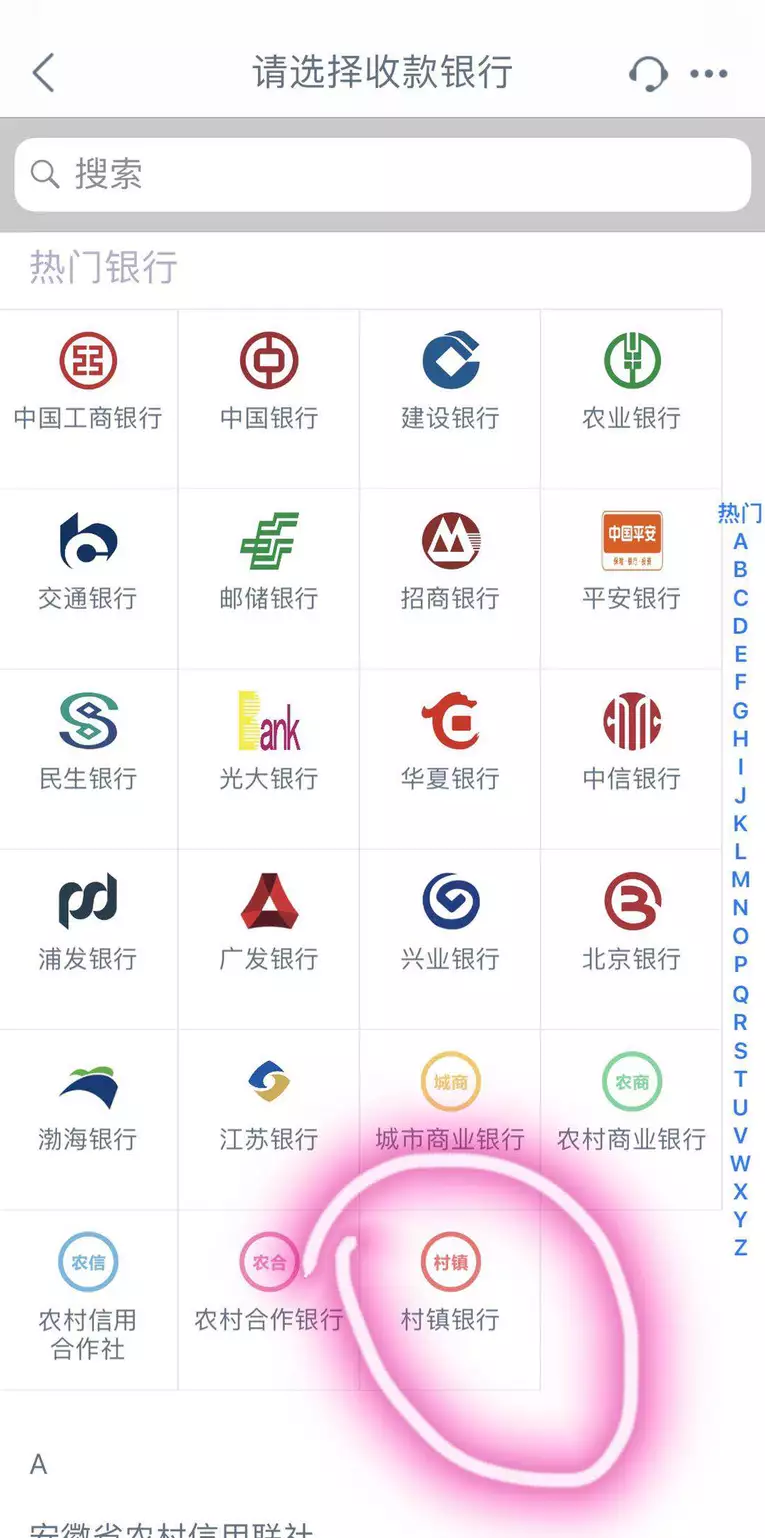 请选择收款银行
搜索
热门银行
中国工商银行
中国银行
建设银行
农业银行
交通银行
邮储银行
招商银行
中国平安
保险·银行·投资
平安银行
民生银行
Bank
光大银行
华夏银行
中信银行
浦发银行
广发银行
兴业银行
北京银行
渤海银行
江苏银行
城商
城市商业银行
农商
农村商业银行
农信
农村信用
合作社
农合
农村合作银行
村镇
村镇银行
A
安徽省农村信用联社
热门
A
B
C
D
E
F
G
H
I
J
K
L
M
N
O
P
Q
R
S
T
U
V
W
X
Y
Z